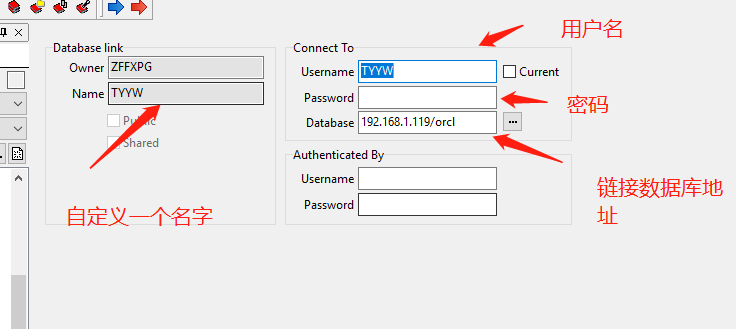 用户名
Database link
Owner ZFFXPG
Name TYYW
Public
Shared
自定义一个名字
Connect To
Username TYYW Current
Password
密码
Database 192.168.1.119/orcl ...
Authenticated By
Username
Password
链接数据库地
址